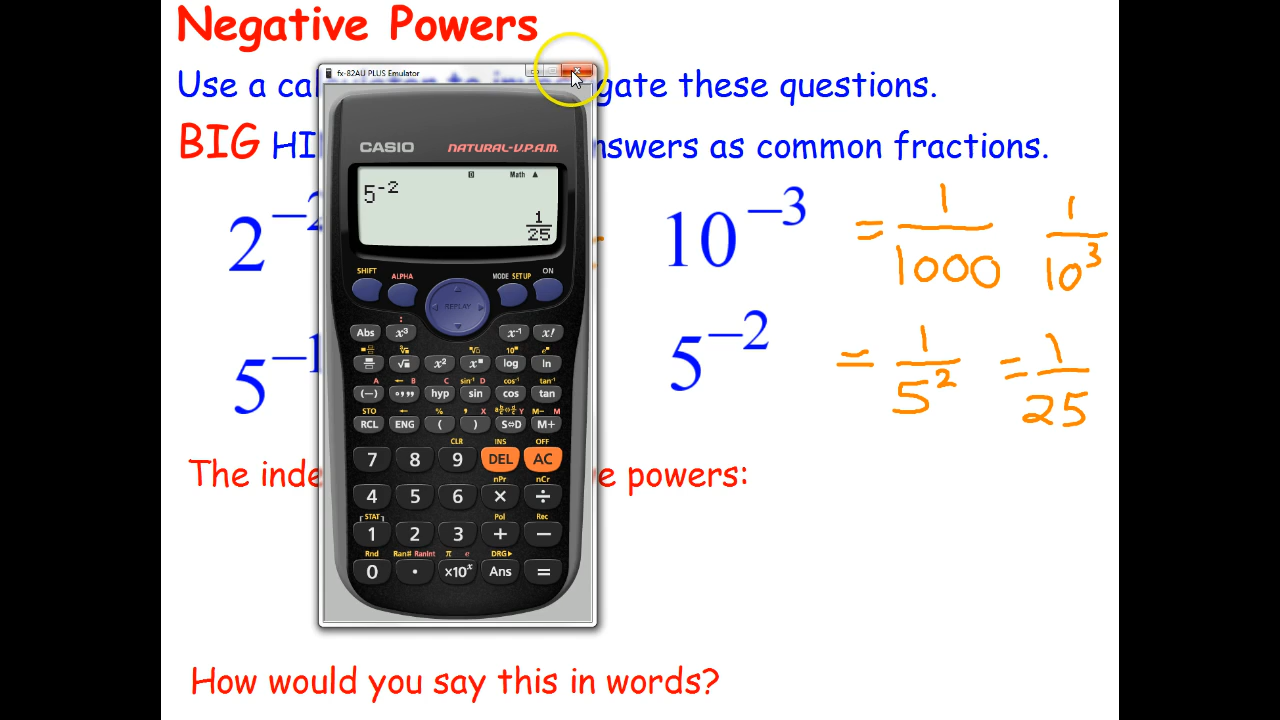 Negative Powers
fx-82AU PLUS Emulator
Use a gate these questions.
BIG answers as common fractions.
CASIO NATURAL-V.P.A.M.
D Math ▲
5⁻²
1/25
2⁻
10⁻³ = 1/1000 1/10³
SHIFT ALPHA MODE SETUP ON
REPLAY
Abs x³ x⁻¹ x!
√ x² x log ln
(−) hyp sin cos tan
STO
RCL ENG ( ) S⇔D M+
5⁻¹
5⁻² = 1/5² = 1/25
CLR INS OFF
7 8 9 DEL AC
The powers:
nPr nCr
4 5 6 × ÷
[STAT] Pol Rec
1 2 3 + −
Rnd Ran# RanInt π e DRG▶
0 · ×10ˣ Ans =
How would you say this in words?